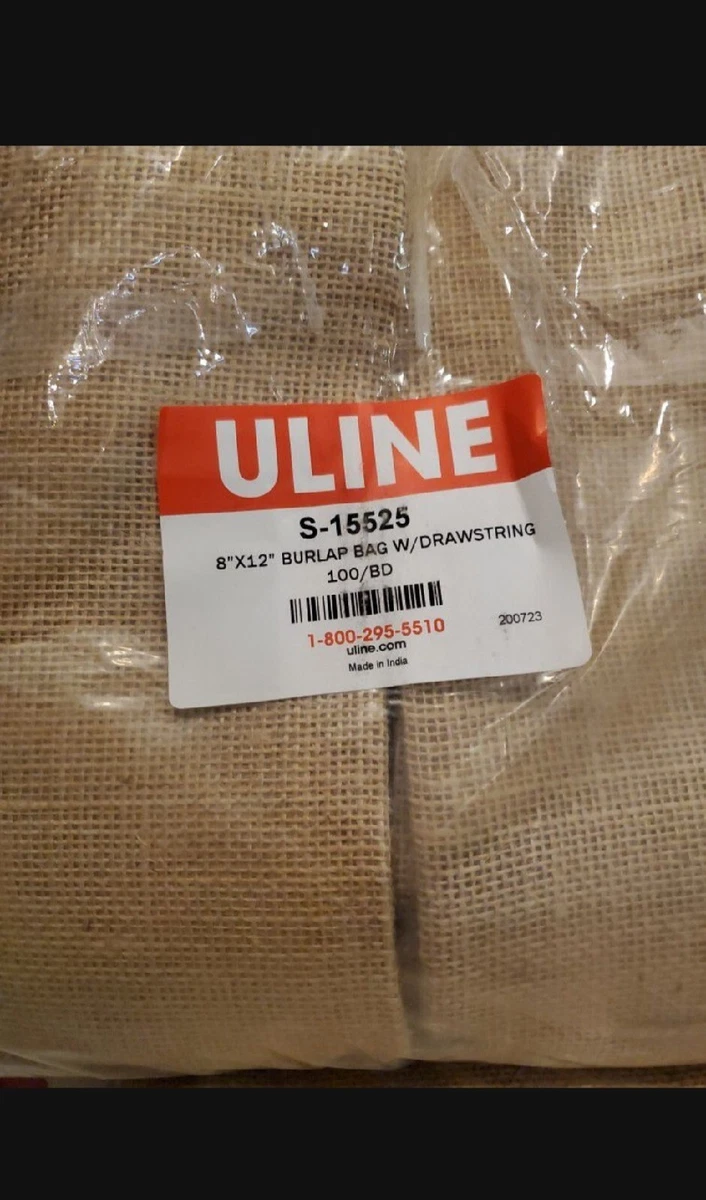 ULINE
S-15525
8"X12" BURLAP BAG W/DRAWSTRING
100/BD
1-800-295-5510
uline.com
200723
Made in India